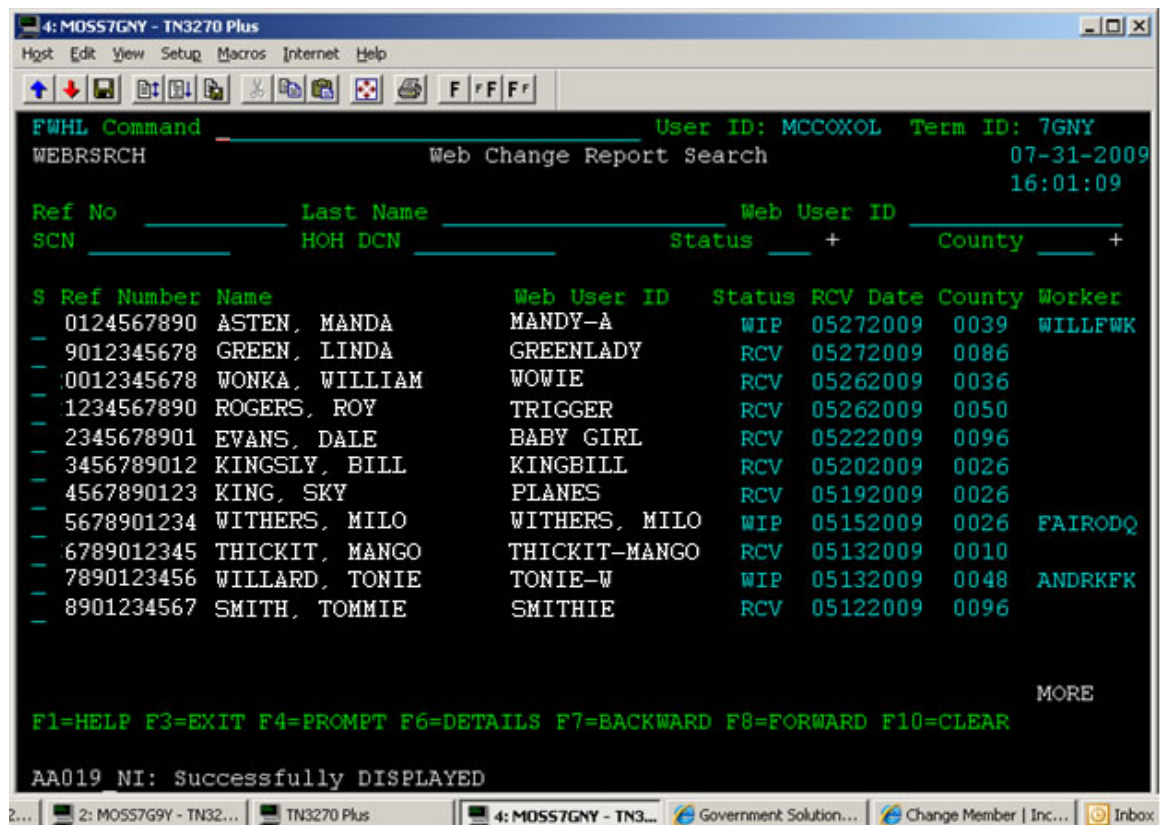 4: MOSS7GNY - TN3270 Plus
Host Edit View Setup Macros Internet Help
F F F F F
FWHL Command User ID: MCCOXOL Term ID: 7GNY
WEBRSRCH Web Change Report Search 07-31-2009
16:01:09
Ref No Last Name Web User ID
SCN HOH DCN Status + County +
S Ref Number Name Web User ID Status RCV Date County Worker
0124567890 ASTEN, MANDA MANDY-A WIP 05272009 0039 WILLFWK
9012345678 GREEN, LINDA GREENLADY RCV 05272009 0086
0012345678 WONKA, WILLIAM WOWIE RCV 05262009 0036
1234567890 ROGERS, ROY TRIGGER RCV 05262009 0050
2345678901 EVANS, DALE BABY GIRL RCV 05222009 0096
3456789012 KINGSLY, BILL KINGBILL RCV 05202009 0026
4567890123 KING, SKY PLANES RCV 05192009 0026
5678901234 WITHERS, MILO WITHERS, MILO WIP 05152009 0026 FAIRODQ
6789012345 THICKIT, MANGO THICKIT-MANGO RCV 05132009 0010
7890123456 WILLARD, TONIE TONIE-W WIP 05132009 0048 ANDRKFK
8901234567 SMITH, TOMMIE SMITHIE RCV 05122009 0096
MORE
F1=HELP F3=EXIT F4=PROMPT F6=DETAILS F7=BACKWARD F8=FORWARD F10=CLEAR
AA019 NI: Successfully DISPLAYED
2... 2: MOSS7G9Y - TN32... TN3270 Plus 4: MOSS7GNY - TN3... Government Solution... Change Member | Inc... Inbox